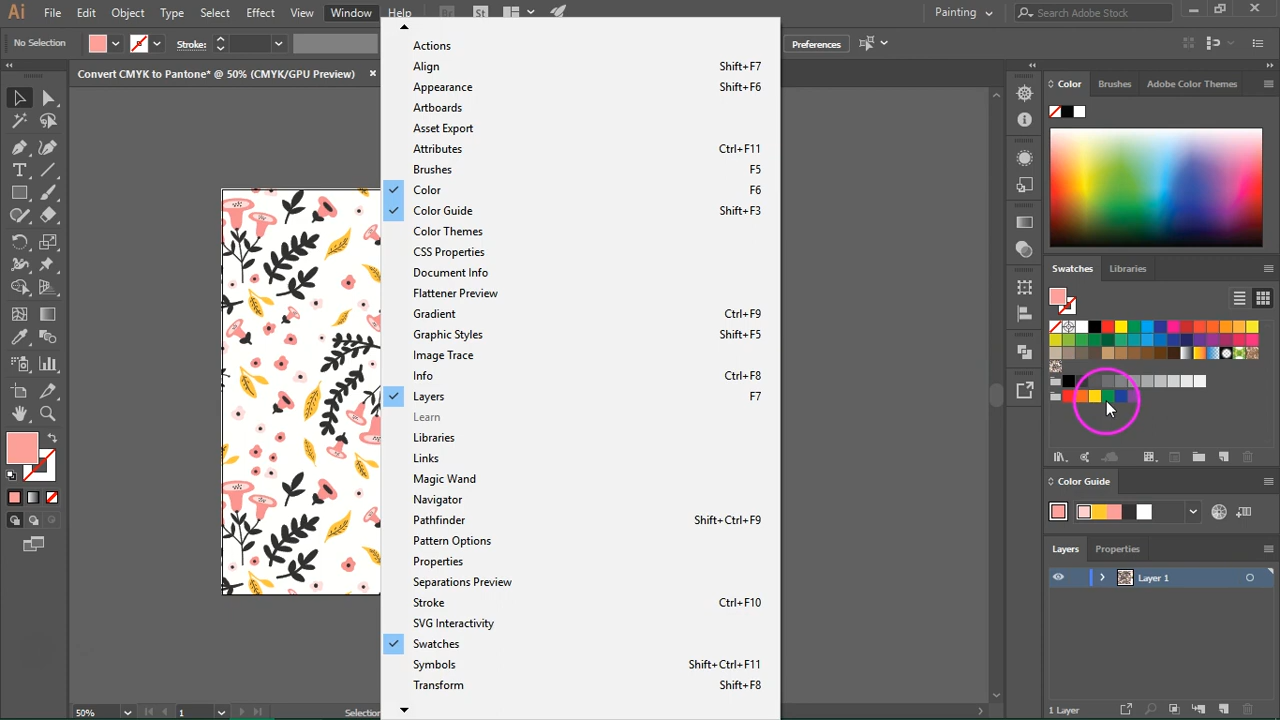 Ai File Edit Object Type Select Effect View Window Help Br St Painting Search Adobe Stock
No Selection Stroke: Preferences
Convert CMYK to Pantone* @ 50% (CMYK/GPU Preview)
Actions
Align Shift+F7
Appearance Shift+F6
Artboards
Asset Export
Attributes Ctrl+F11
Brushes F5
Color F6
Color Guide Shift+F3
Color Themes
CSS Properties
Document Info
Flattener Preview
Gradient Ctrl+F9
Graphic Styles Shift+F5
Image Trace
Info Ctrl+F8
Layers F7
Learn
Libraries
Links
Magic Wand
Navigator
Pathfinder Shift+Ctrl+F9
Pattern Options
Properties
Separations Preview
Stroke Ctrl+F10
SVG Interactivity
Swatches
Symbols Shift+Ctrl+F11
Transform Shift+F8
Color Brushes Adobe Color Themes
Swatches Libraries
Color Guide
Layers Properties
Layer 1
1 Layer
50% 1 Selection